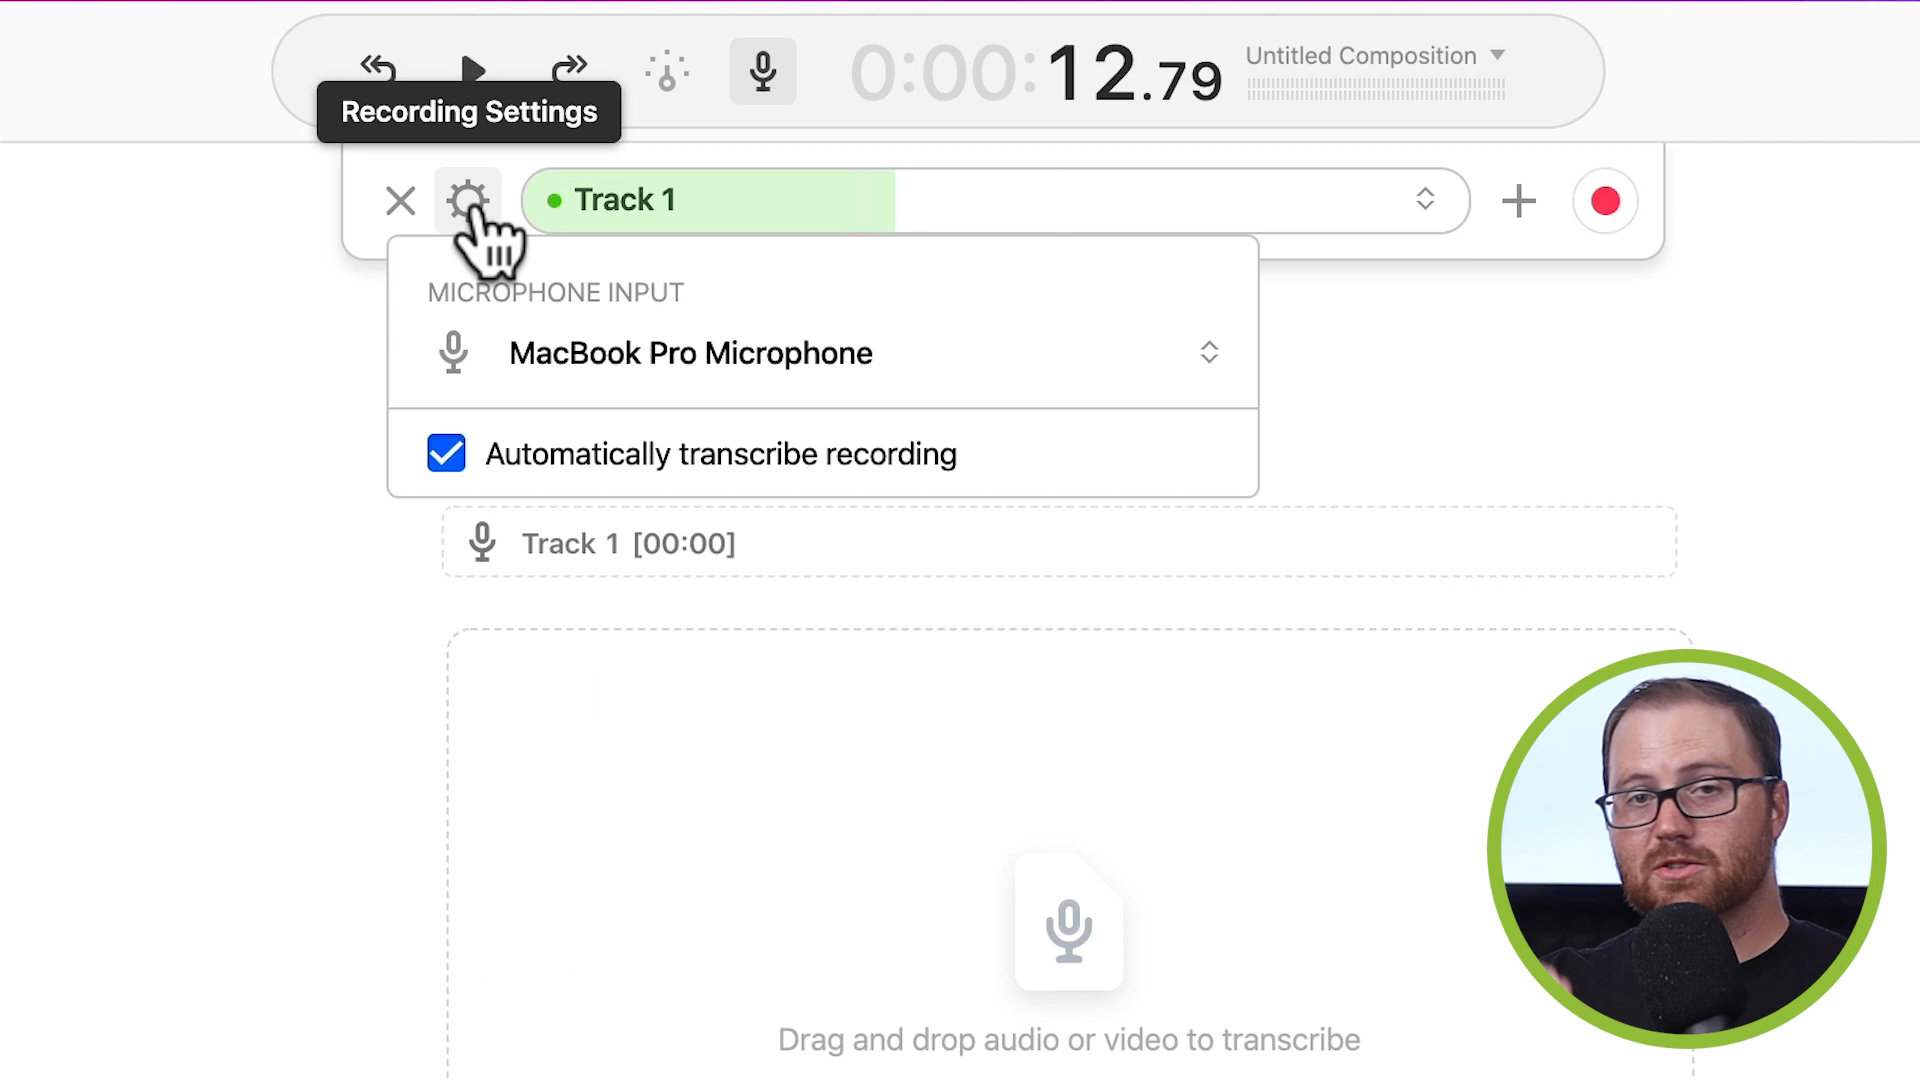 0:00:12.79
Untitled Composition
Recording Settings
Track 1
MICROPHONE INPUT
MacBook Pro Microphone
Automatically transcribe recording
Track 1 [00:00]
Drag and drop audio or video to transcribe